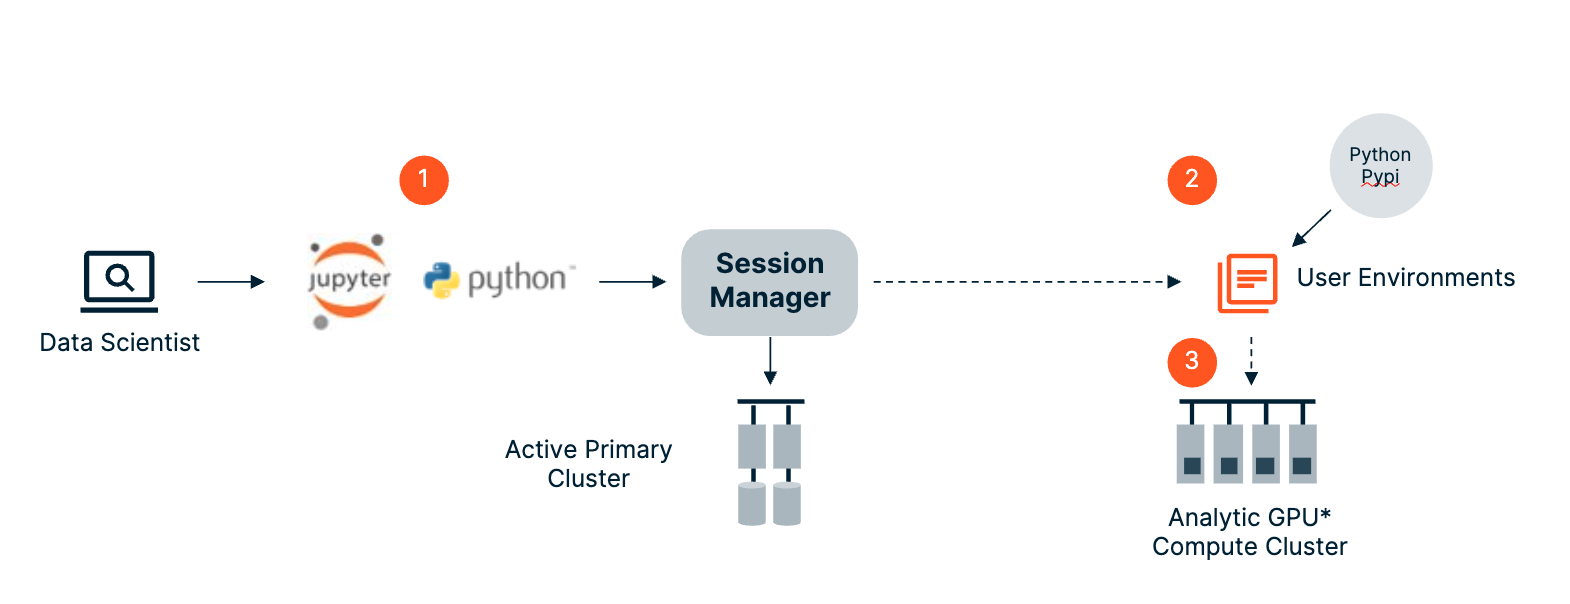 1
2
Python
Pypi
jupyter
python™
Session
Manager
User Environments
Data Scientist
3
Active Primary
Cluster
Analytic GPU*
Compute Cluster